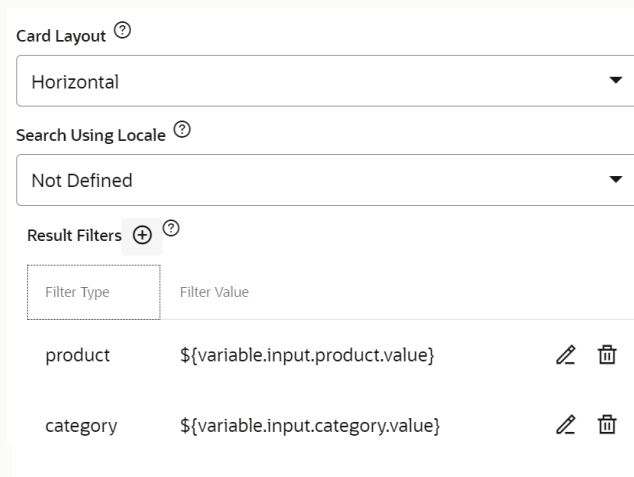 Card Layout ?
Horizontal
Search Using Locale ?
Not Defined
Result Filters ?
Filter Type Filter Value
product ${variable.input.product.value}
category ${variable.input.category.value}